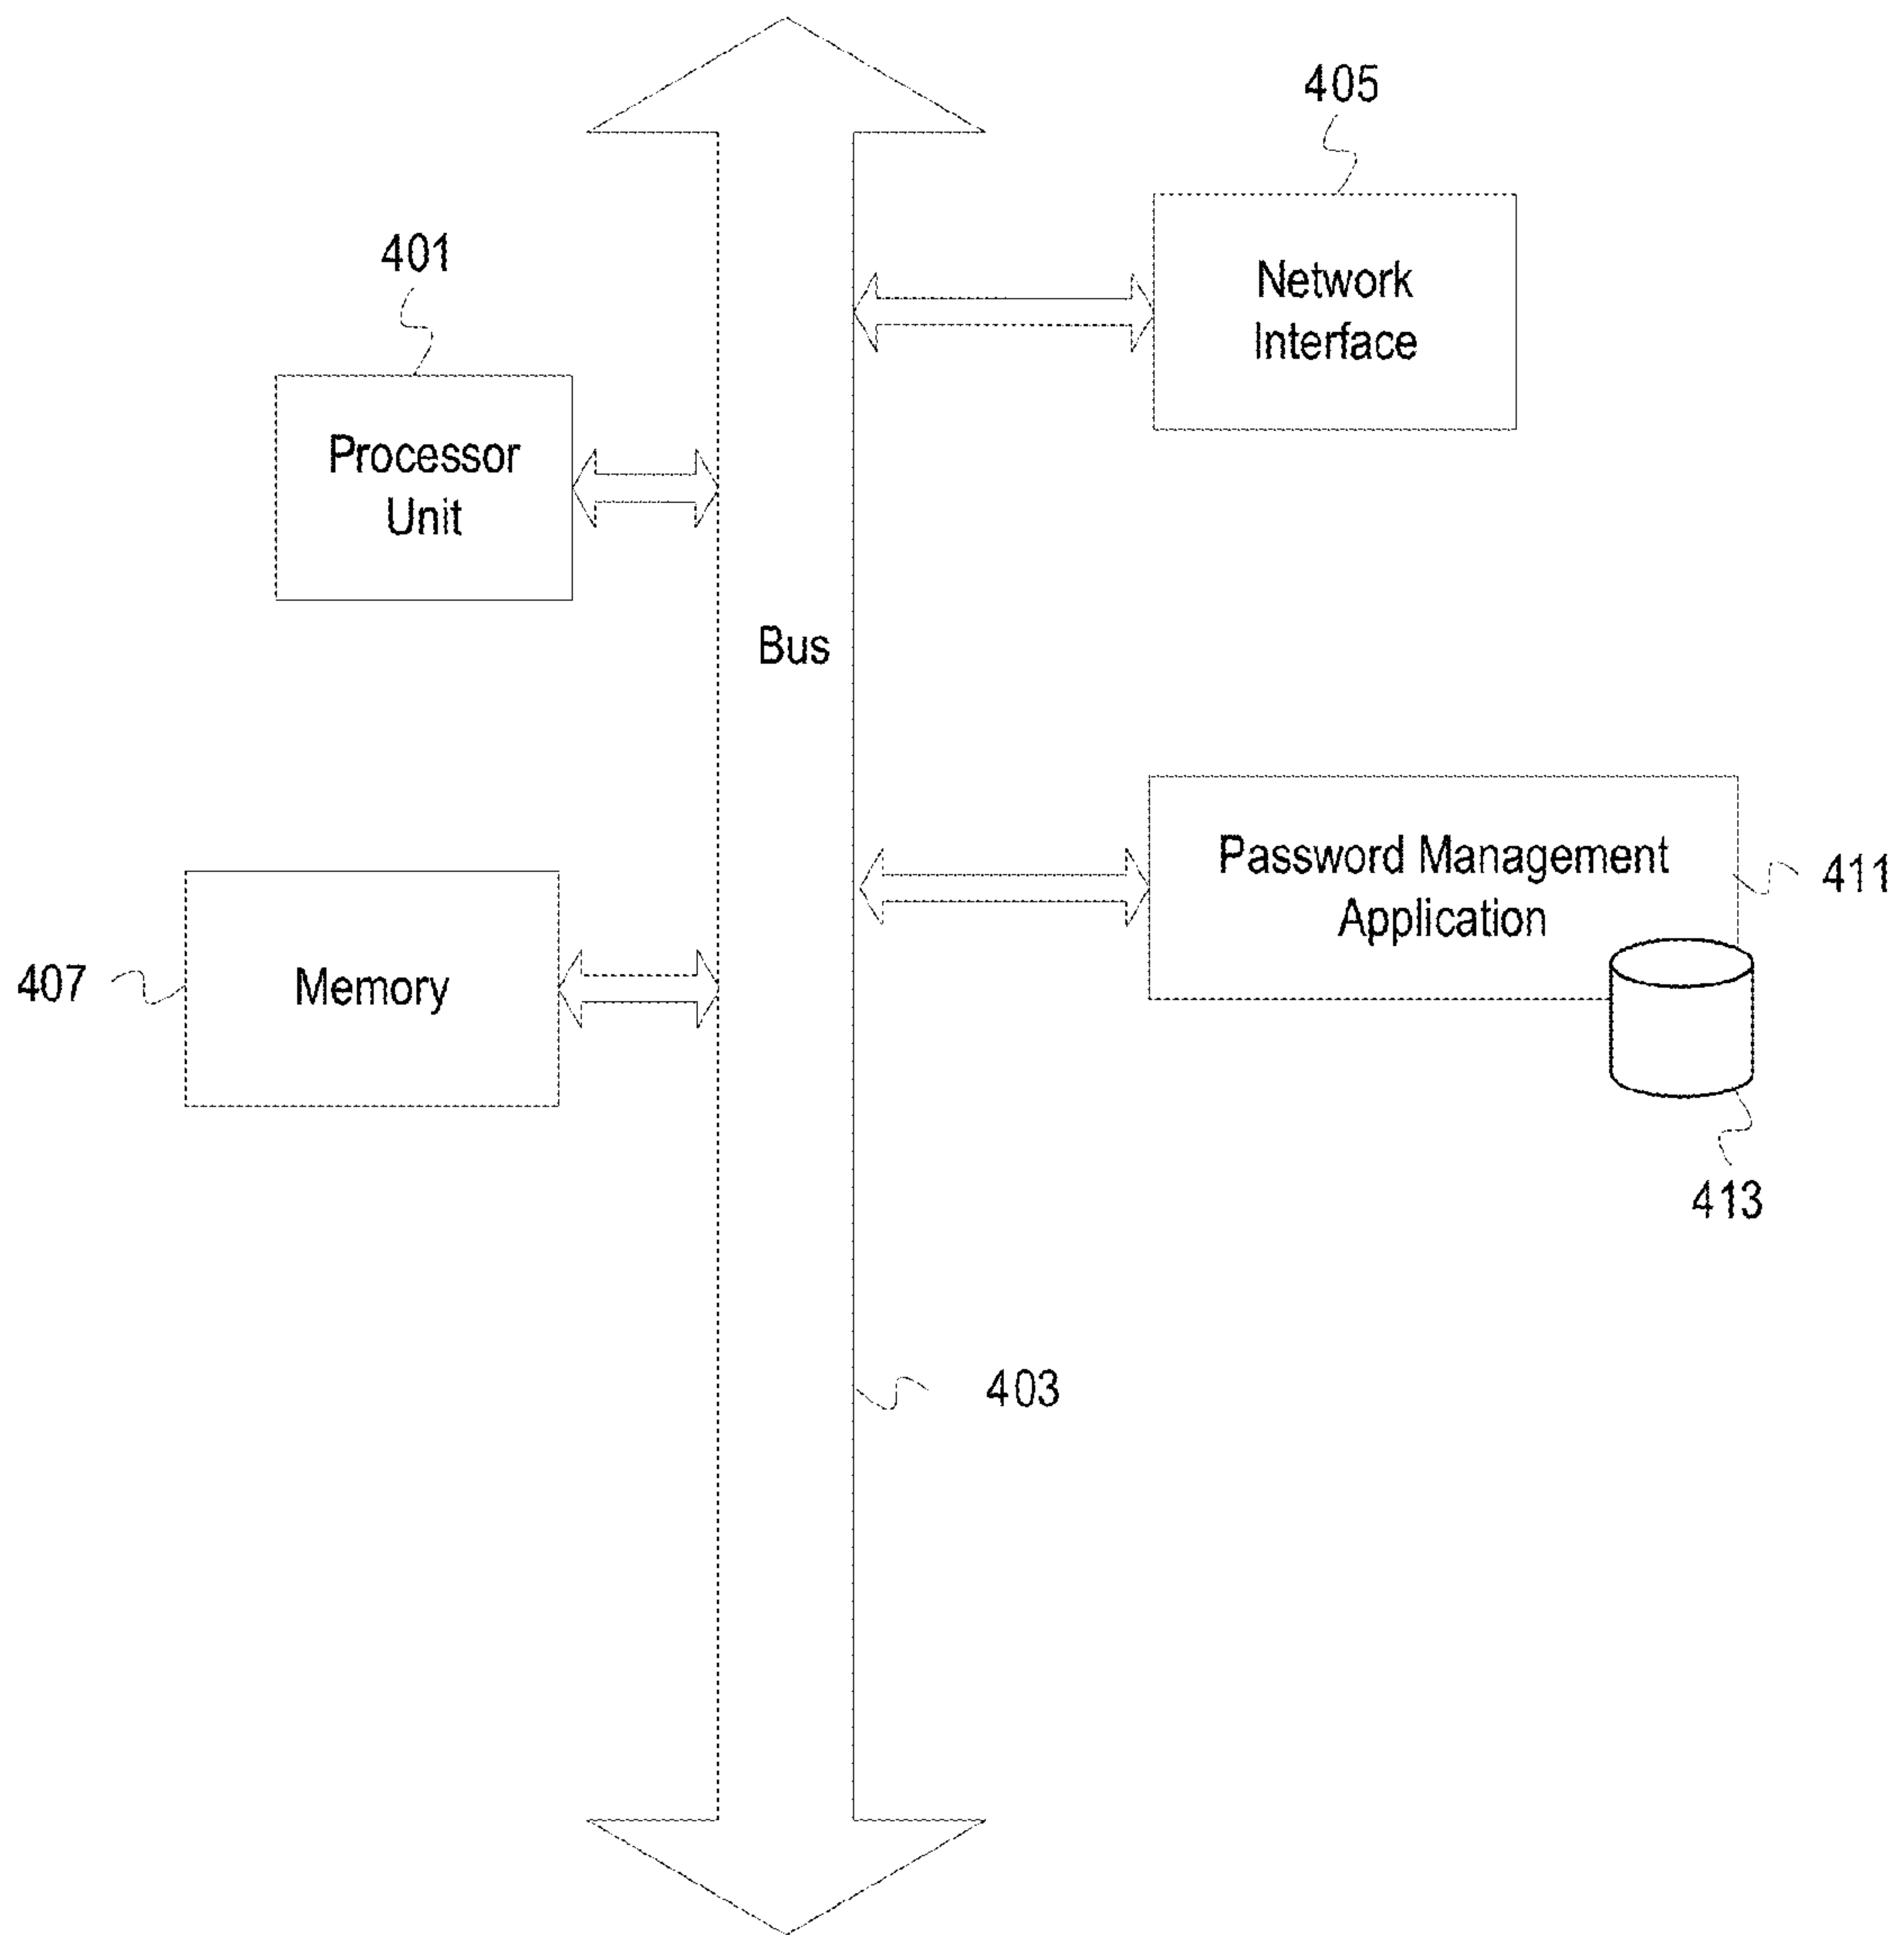 405
Network
Interface
401
Processor
Unit
Bus
Password Management
Application
411
407
Memory
413
403